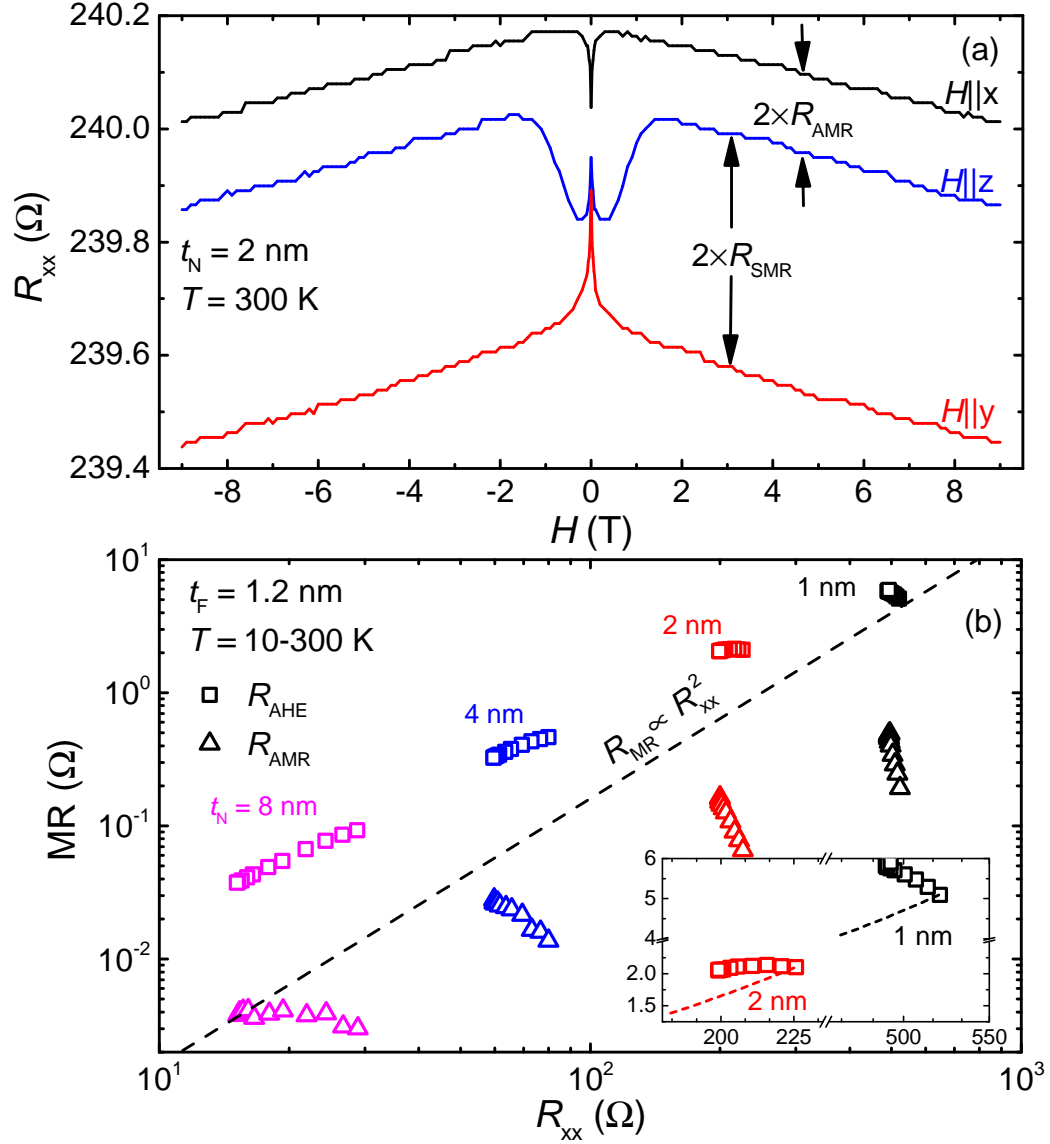 240.2
240.0
239.8
239.6
239.4
R_xx (Ω)
(a)
H||x
2×R_AMR
H||z
t_N = 2 nm
T = 300 K
2×R_SMR
H||y
-8 -6 -4 -2 0 2 4 6 8
H (T)
10^1
10^0
10^-1
10^-2
MR (Ω)
t_F = 1.2 nm
T = 10-300 K
R_AHE
R_AMR
1 nm
(b)
2 nm
4 nm
R_MR ∝ R_xx^2
t_N = 8 nm
6
5
4
2.0
1.5
1 nm
2 nm
200 225 500 550
10^1 10^2 10^3
R_xx (Ω)